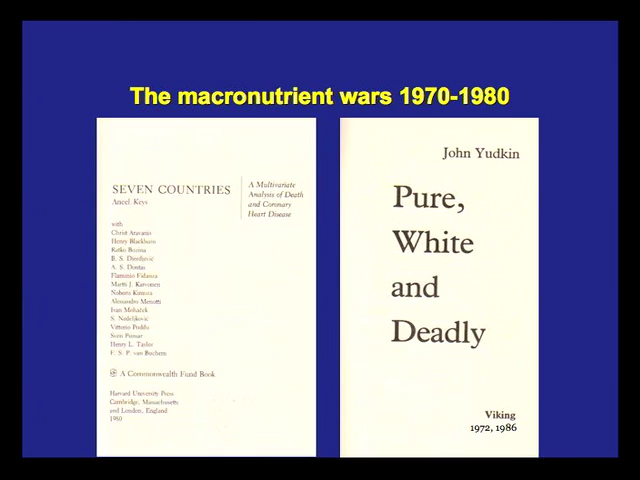 The macronutrient wars 1970-1980
SEVEN COUNTRIES
Ancel Keys
A Multivariate
Analysis of Death
and Coronary
Heart Disease
with
Christ Aravanis
Henry Blackburn
Ratko Buzina
B. S. Djordjević
A. S. Dontas
Flaminio Fidanza
Martti J. Karvonen
Noboru Kimura
Alessandro Menotti
Ivan Mohaček
S. Nedeljković
Vittorio Puddu
Sven Punsar
Henry L. Taylor
F. S. P. van Buchem
A Commonwealth Fund Book
Harvard University Press
Cambridge, Massachusetts
and London, England
1980
John Yudkin
Pure,
White
and
Deadly
Viking
1972, 1986